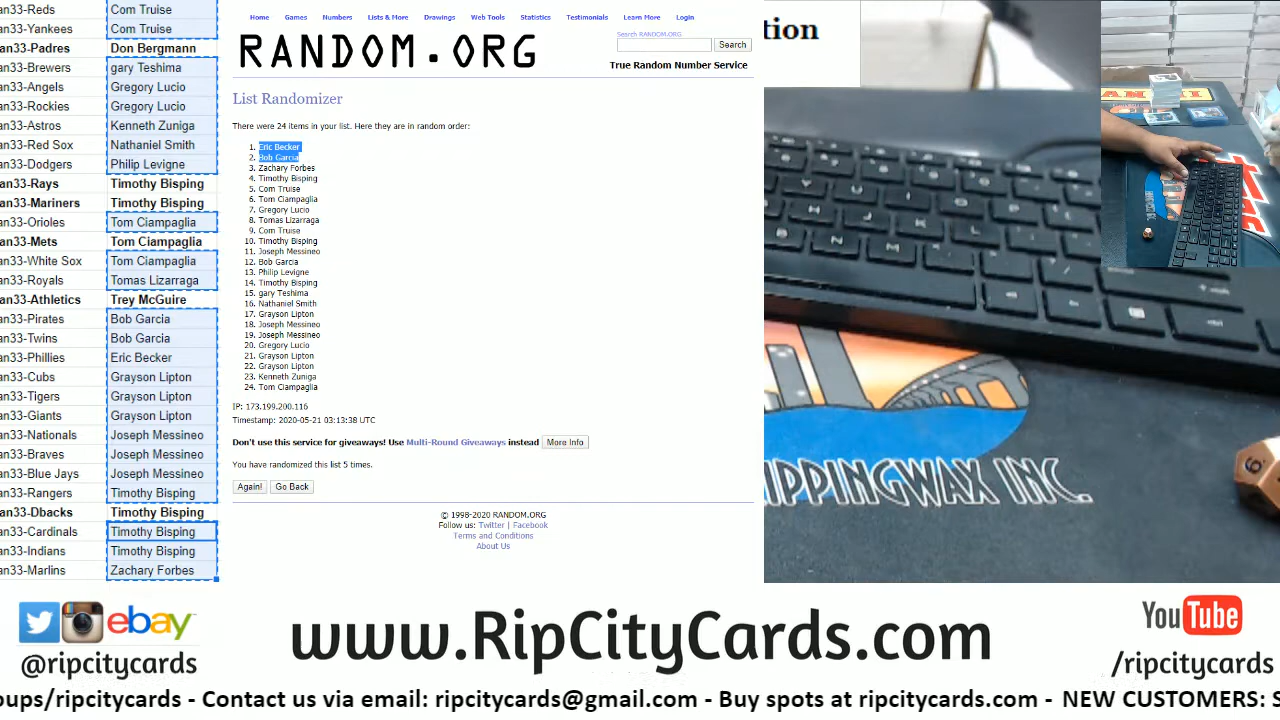 an33-Reds Com Truise
an33-Yankees Com Truise
an33-Padres Don Bergmann
an33-Brewers gary Teshima
an33-Angels Gregory Lucio
an33-Rockies Gregory Lucio
an33-Astros Kenneth Zuniga
an33-Red Sox Nathaniel Smith
an33-Dodgers Philip Levigne
an33-Rays Timothy Bisping
an33-Mariners Timothy Bisping
an33-Orioles Tom Ciampaglia
an33-Mets Tom Ciampaglia
an33-White Sox Tom Ciampaglia
an33-Royals Tomas Lizarraga
an33-Athletics Trey McGuire
an33-Pirates Bob Garcia
an33-Twins Bob Garcia
an33-Phillies Eric Becker
an33-Cubs Grayson Lipton
an33-Tigers Grayson Lipton
an33-Giants Grayson Lipton
an33-Nationals Joseph Messineo
an33-Braves Joseph Messineo
an33-Blue Jays Joseph Messineo
an33-Rangers Timothy Bisping
an33-Dbacks Timothy Bisping
an33-Cardinals Timothy Bisping
an33-Indians Timothy Bisping
an33-Marlins Zachary Forbes
Home Games Numbers Lists & More Drawings Web Tools Statistics Testimonials Learn More Login
RANDOM.ORG
Search RANDOM.ORG
Search
True Random Number Service
List Randomizer
There were 24 items in your list. Here they are in random order:
1. Eric Becker
2. Bob Garcia
3. Zachary Forbes
4. Timothy Bisping
5. Com Truise
6. Tom Ciampaglia
7. Gregory Lucio
8. Tomas Lizarraga
9. Com Truise
10. Timothy Bisping
11. Joseph Messineo
12. Bob Garcia
13. Philip Levigne
14. Timothy Bisping
15. gary Teshima
16. Nathaniel Smith
17. Grayson Lipton
18. Joseph Messineo
19. Joseph Messineo
20. Gregory Lucio
21. Grayson Lipton
22. Grayson Lipton
23. Kenneth Zuniga
24. Tom Ciampaglia
IP: 173.199.200.116
Timestamp: 2020-05-21 03:13:38 UTC
Don't use this service for giveaways! Use Multi-Round Giveaways instead More Info
You have randomized this list 5 times.
Again! Go Back
© 1998-2020 RANDOM.ORG
Follow us: Twitter | Facebook
Terms and Conditions
About Us
tion
IPPINGWAX INC.
6
ebay
@ripcitycards
www.RipCityCards.com
YouTube
/ripcitycards
oups/ripcitycards - Contact us via email: ripcitycards@gmail.com - Buy spots at ripcitycards.com - NEW CUSTOMERS: S